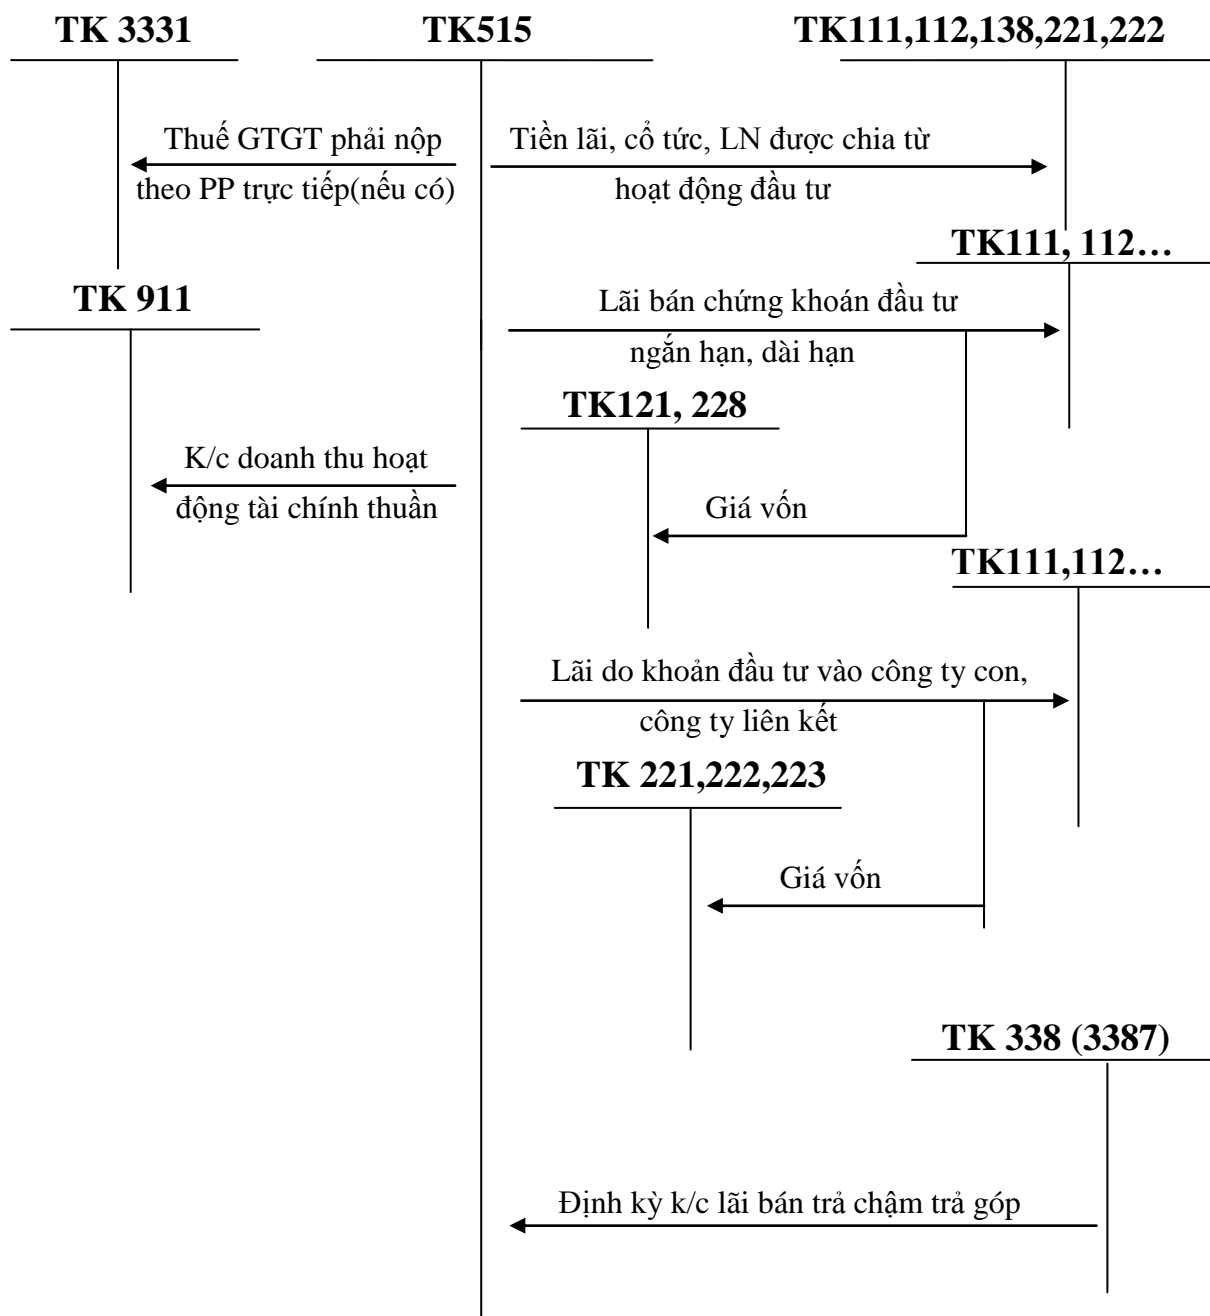 TK 3331
TK515
TK111,112,138,221,222
Thuế GTGT phải nộp
theo PP trực tiếp(nếu có)
Tiền lãi, cổ tức, LN được chia từ
hoạt động đầu tư
TK111, 112…
TK 911
Lãi bán chứng khoán đầu tư
ngắn hạn, dài hạn
TK121, 228
K/c doanh thu hoạt
động tài chính thuần
Giá vốn
TK111,112…
Lãi do khoản đầu tư vào công ty con,
công ty liên kết
TK 221,222,223
Giá vốn
TK 338 (3387)
Định kỳ k/c lãi bán trả chậm trả góp